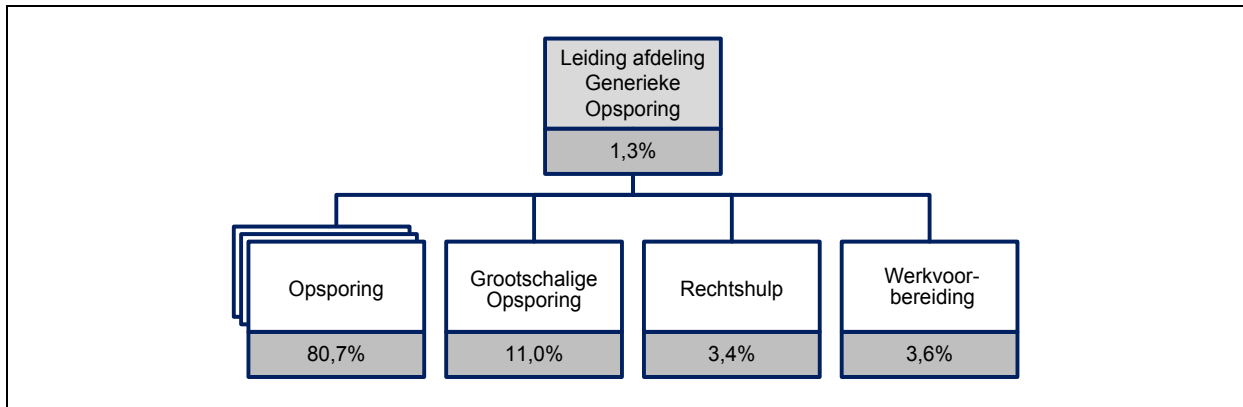 Leiding afdeling
Generieke
Opsporing
1,3%
Opsporing
80,7%
Grootschalige
Opsporing
11,0%
Rechtshulp
3,4%
Werkvoor-
bereiding
3,6%